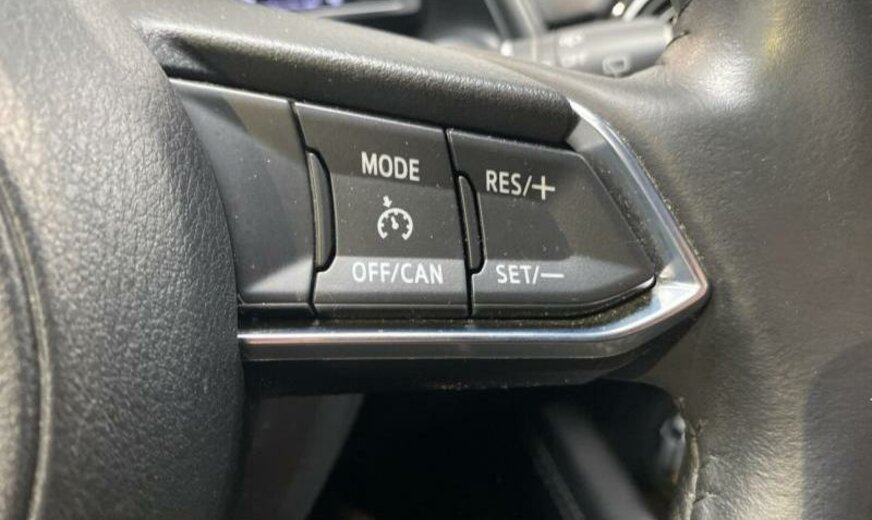 MODE
OFF/CAN
RES/+
SET/—